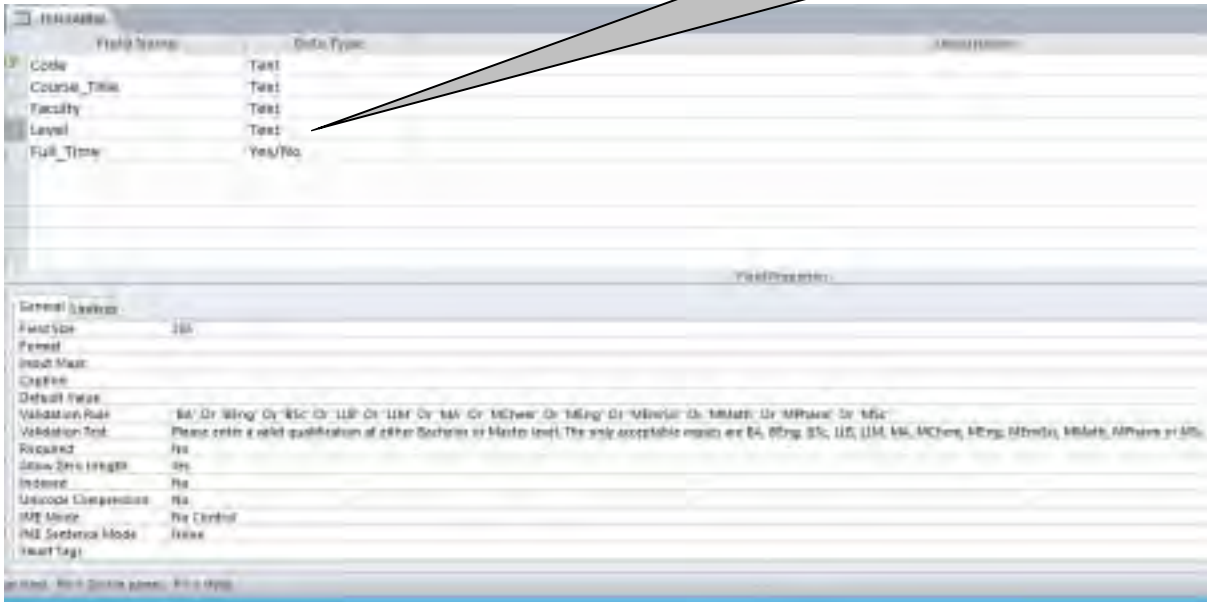 Field Name Data Type Description
Code Text
Course_Title Text
Faculty Text
Level Text
Full_Time Yes/No
Field Properties
General Lookup
Field Size 255
Format
Input Mask
Caption
Default Value
Validation Rule 'BA' Or 'BEng' Or 'BSc' Or 'LLB' Or 'LLM' Or 'MA' Or 'MChem' Or 'MEng' Or 'MEnvSci' Or 'MMath' Or 'MPharm' Or 'MSc'
Validation Text Please enter a valid qualification at either Bachelor or Master level. The only acceptable inputs are BA, BEng, BSc, LLB, LLM, MA, MChem, MEng, MEnvSci, MMath, MPharm or MSc
Required No
Allow Zero Length Yes
Indexed No
Unicode Compression No
IME Mode No Control
IME Sentence Mode None
Smart Tags